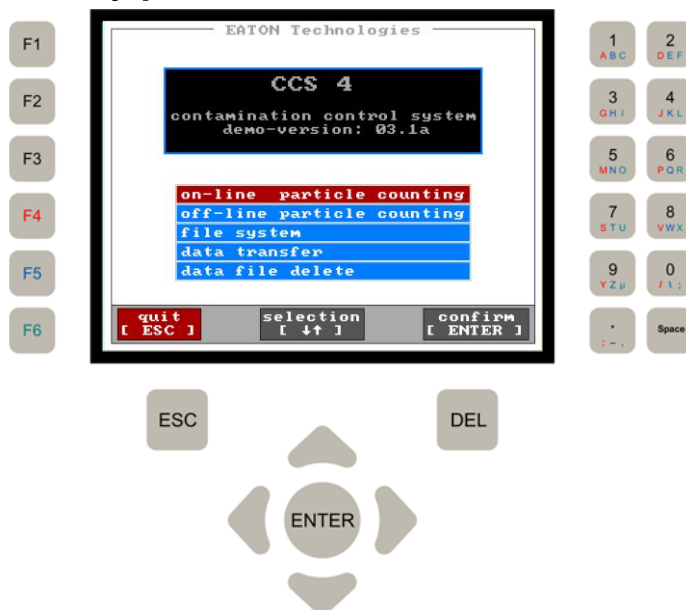 EATON Technologies
CCS 4
contamination control system
demo-version: 03.1a
on-line particle counting
off-line particle counting
file system
data transfer
data file delete
quit
[ ESC ]
selection
[ ↓↑ ]
confirm
[ ENTER ]
F1
F2
F3
F4
F5
F6
1
ABC
2
DEF
3
GHI
4
JKL
5
MNO
6
PQR
7
STU
8
VWX
9
YZµ
0
/\;
.
:-,
Space
ESC
DEL
ENTER